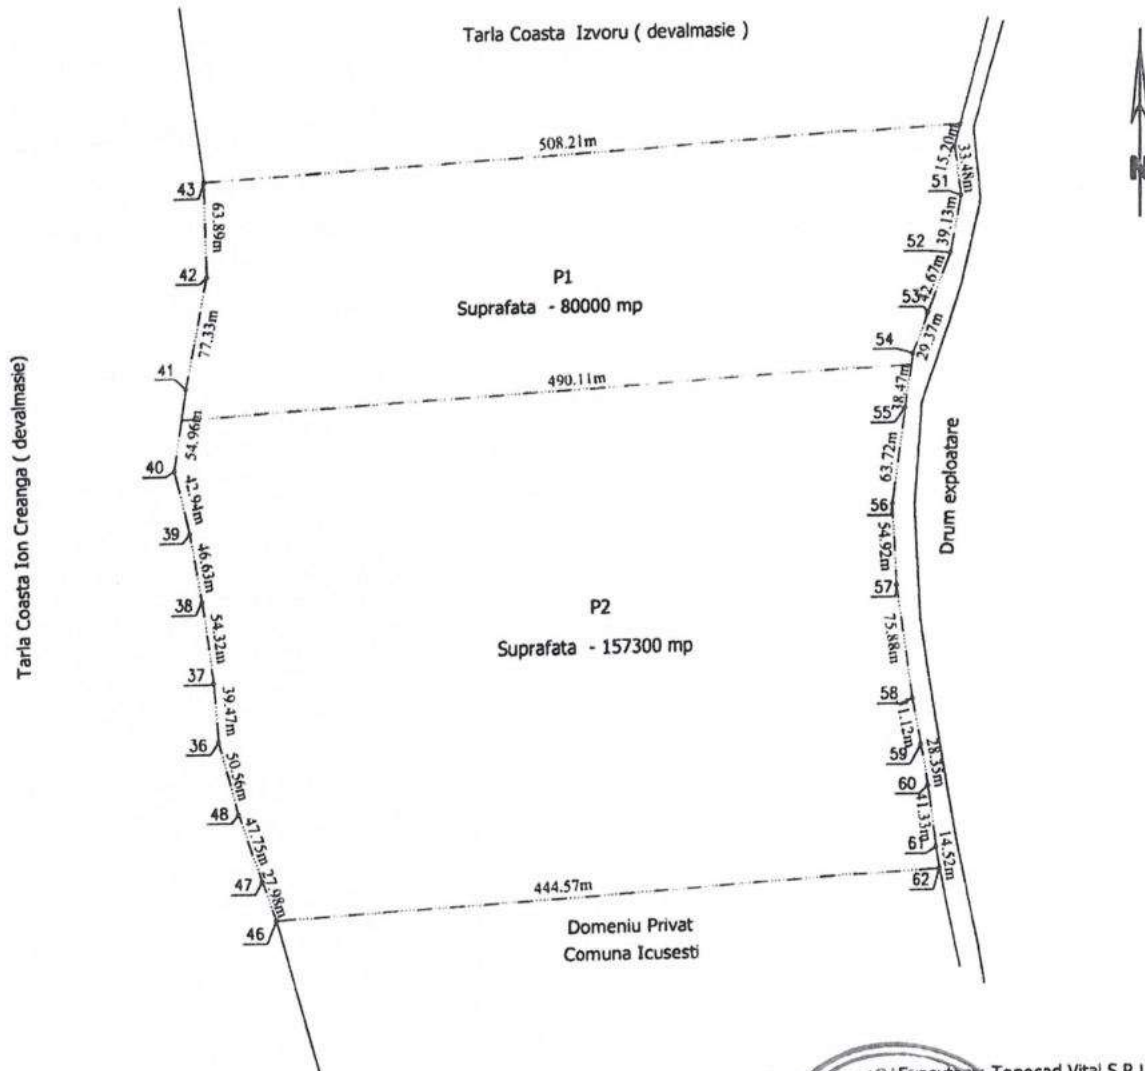 Tarla Coasta Izvoru ( devalmasie )
N
508.21m
15.20m
33.48m
43
51
63.89m
39.13m
52
42
P1
42.67m
Suprafata - 80000 mp
53
77.33m
29.37m
54
41
490.11m
38.47m
55
54.96m
Tarla Coasta Ion Creanga ( devalmasie)
40
63.72m
42.94m
56
Drum exploatare
39
54.92m
46.63m
57
38
P2
54.32m
75.88m
Suprafata - 157300 mp
37
58
39.47m
36
59
28.35m
50.56m
60
48
41.33m
47.75m
61
14.52m
47
27.98m
62
444.57m
46
Domeniu Privat
Comuna Icusesti
Topocad Vital S.R.L